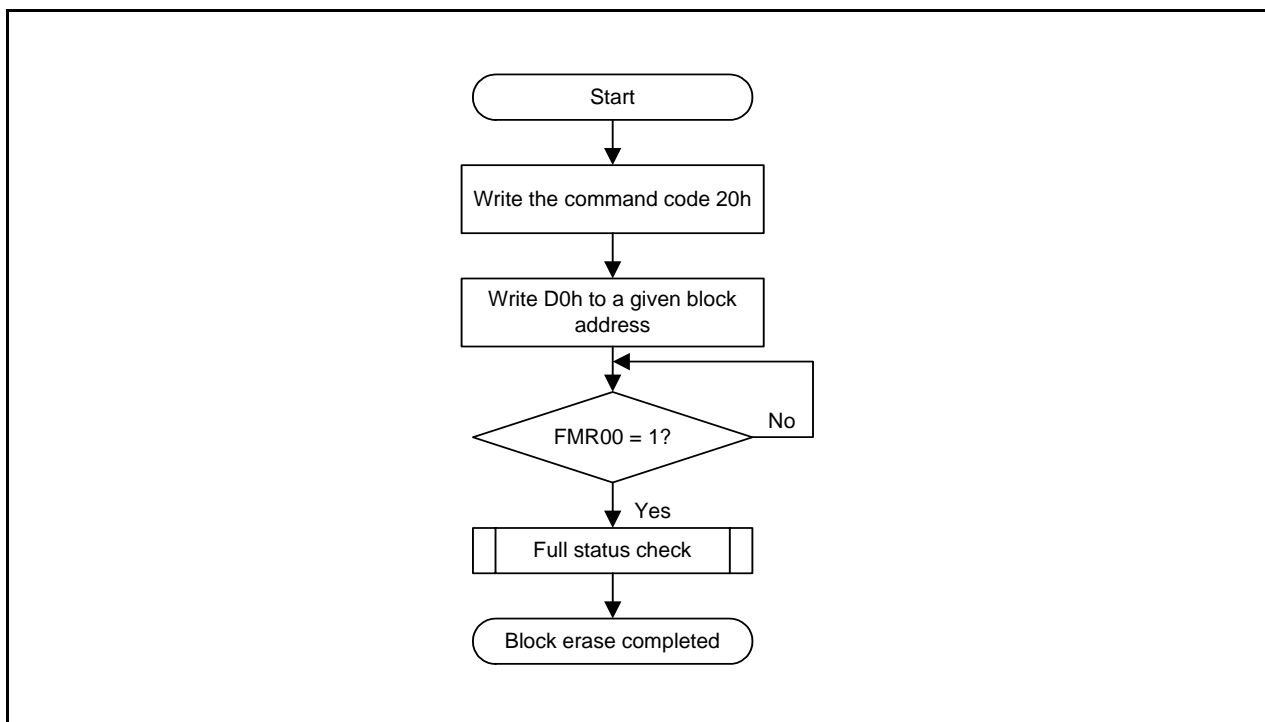 Start
Write the command code 20h
Write D0h to a given block
address
FMR00 = 1?
No
Yes
Full status check
Block erase completed